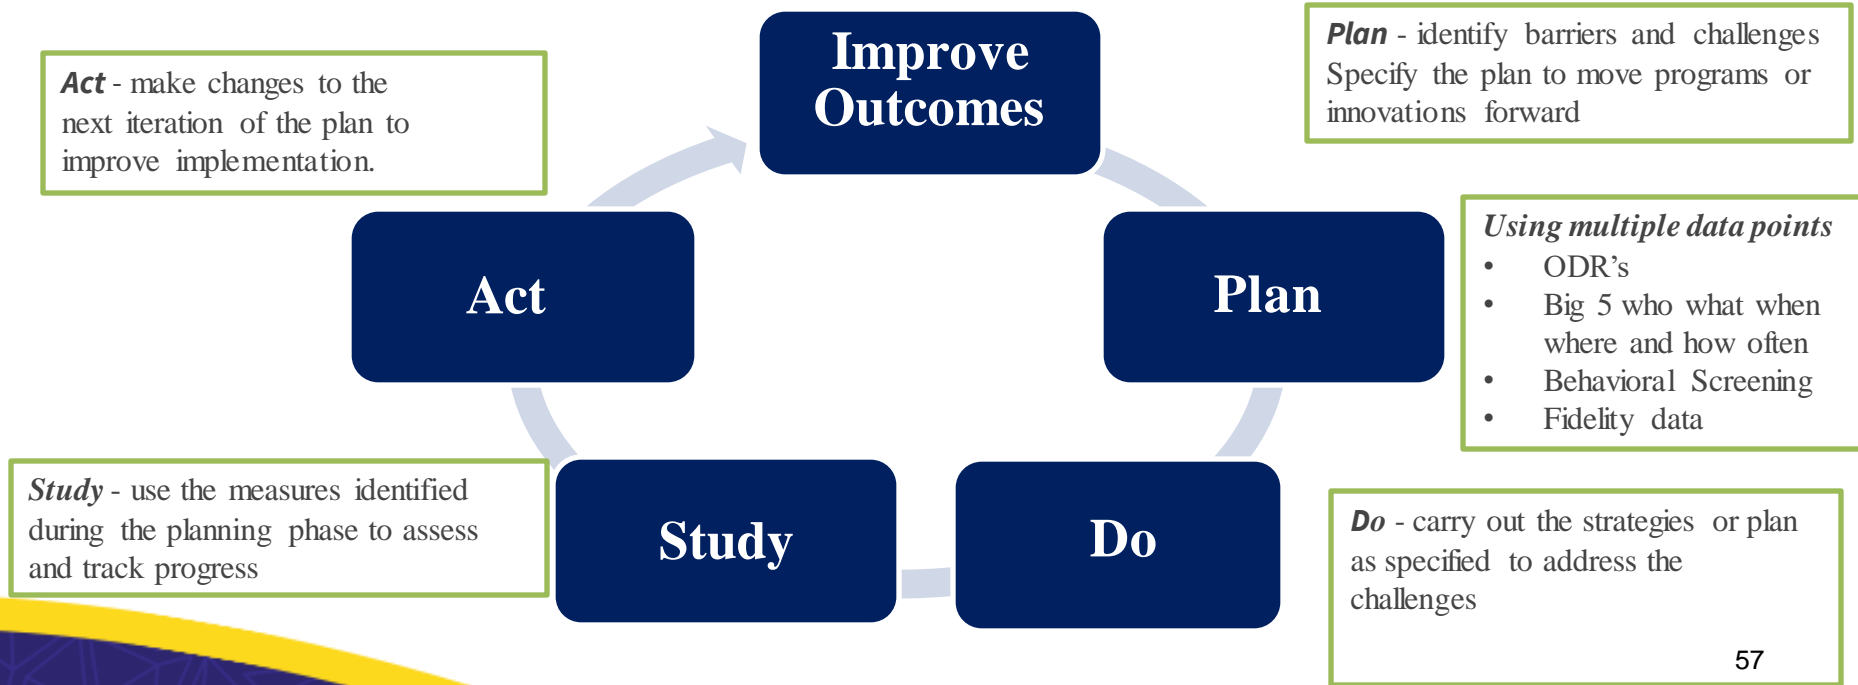 Improve
Outcomes
Plan - identify barriers and challenges
Specify the plan to move programs or
innovations forward
Act - make changes to the
next iteration of the plan to
improve implementation.
Act
Plan
Using multiple data points
• ODR’s
• Big 5 who what when
where and how often
• Behavioral Screening
• Fidelity data
Study - use the measures identified
during the planning phase to assess
and track progress
Study
Do
Do - carry out the strategies or plan
as specified to address the
challenges
57